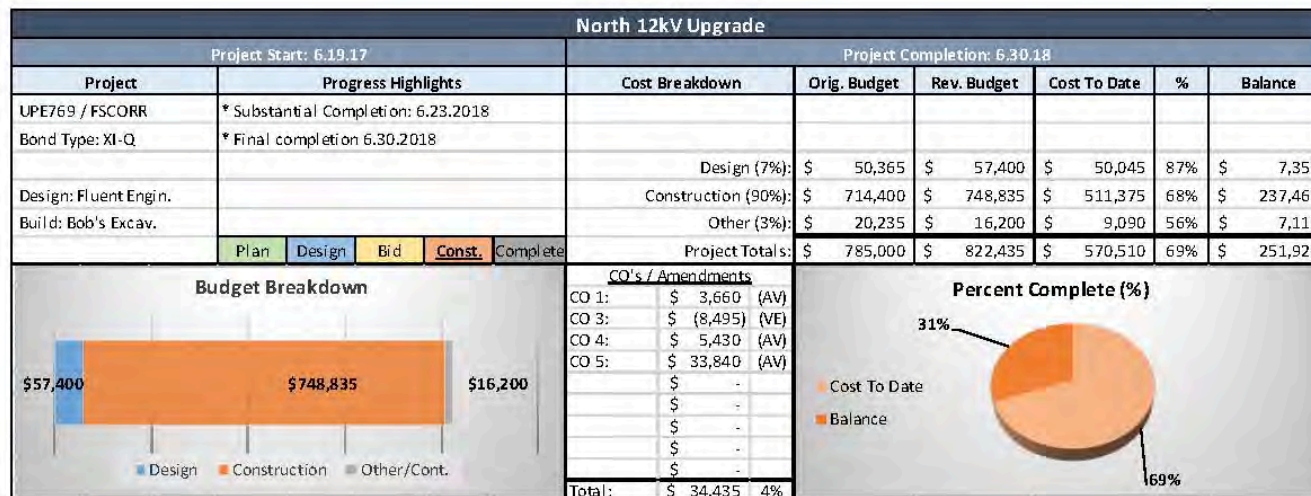 North 12kV Upgrade
Project Start: 6.19.17 Project Completion: 6.30.18
Project Progress Highlights Cost Breakdown Orig. Budget Rev. Budget Cost To Date % Balance
UPE769 / FSCORR * Substantial Completion: 6.23.2018
Bond Type: XI-Q * Final completion 6.30.2018
Design (7%): $ 50,365 $ 57,400 $ 50,045 87% $ 7,35
Design: Fluent Engin. Construction (90%): $ 714,400 $ 748,835 $ 511,375 68% $ 237,46
Build: Bob's Excav. Other (3%): $ 20,235 $ 16,200 $ 9,090 56% $ 7,11
Plan Design Bid Const. Complete Project Totals: $ 785,000 $ 822,435 $ 570,510 69% $ 251,92
Budget Breakdown
$57,400 $748,835 $16,200
Design Construction Other/Cont.
CO's / Amendments
CO 1: $ 3,660 (AV)
CO 3: $ (8,495) (VE)
CO 4: $ 5,430 (AV)
CO 5: $ 33,840 (AV)
$ -
$ -
$ -
$ -
$ -
Total: $ 34,435 4%
Percent Complete (%)
31%
Cost To Date
Balance
69%